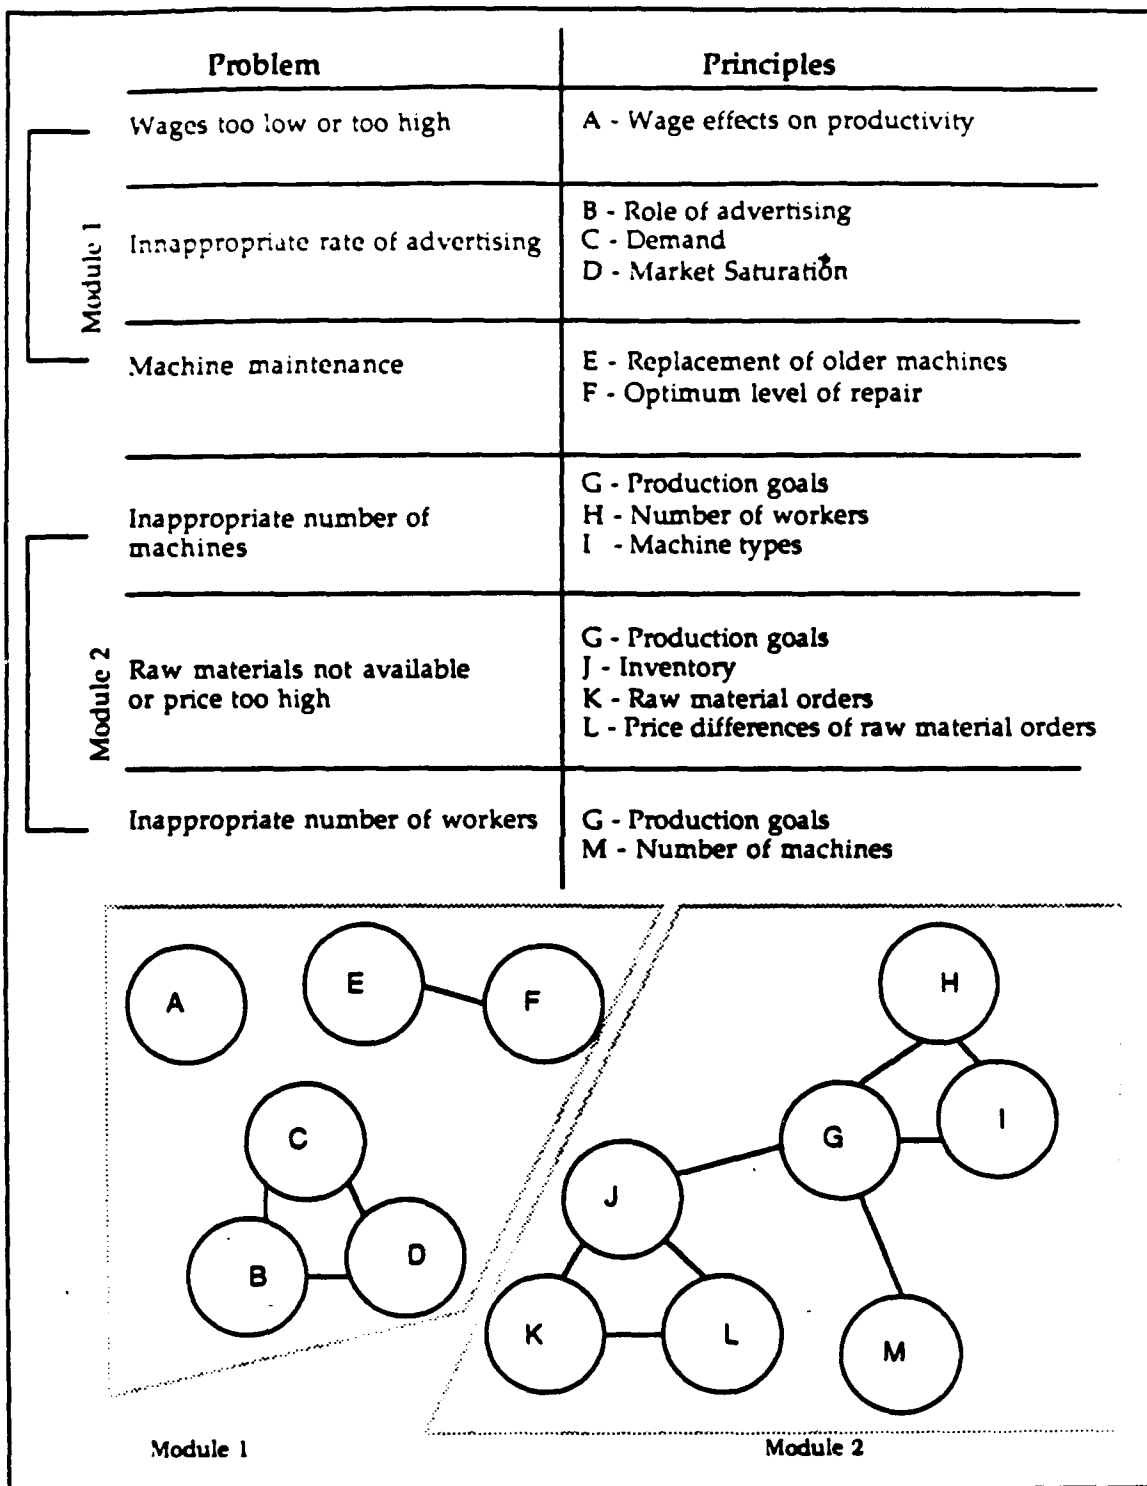 Problem
Principles
Module 1
Wages too low or too high
A - Wage effects on productivity
Innappropriate rate of advertising
B - Role of advertising
C - Demand
D - Market Saturation
Machine maintenance
E - Replacement of older machines
F - Optimum level of repair
Module 2
Inappropriate number of
machines
G - Production goals
H - Number of workers
I - Machine types
Raw materials not available
or price too high
G - Production goals
J - Inventory
K - Raw material orders
L - Price differences of raw material orders
Inappropriate number of workers
G - Production goals
M - Number of machines
A
E
F
H
C
G
I
J
B
D
K
L
M
Module 1
Module 2